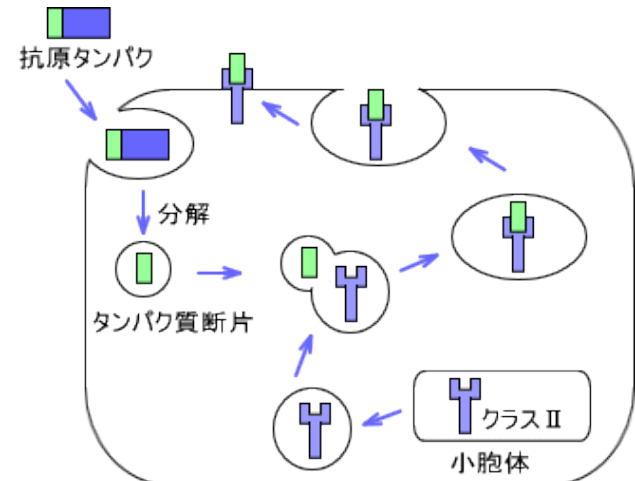 抗原タンパク
分解
タンパク質断片
クラスⅡ
小胞体